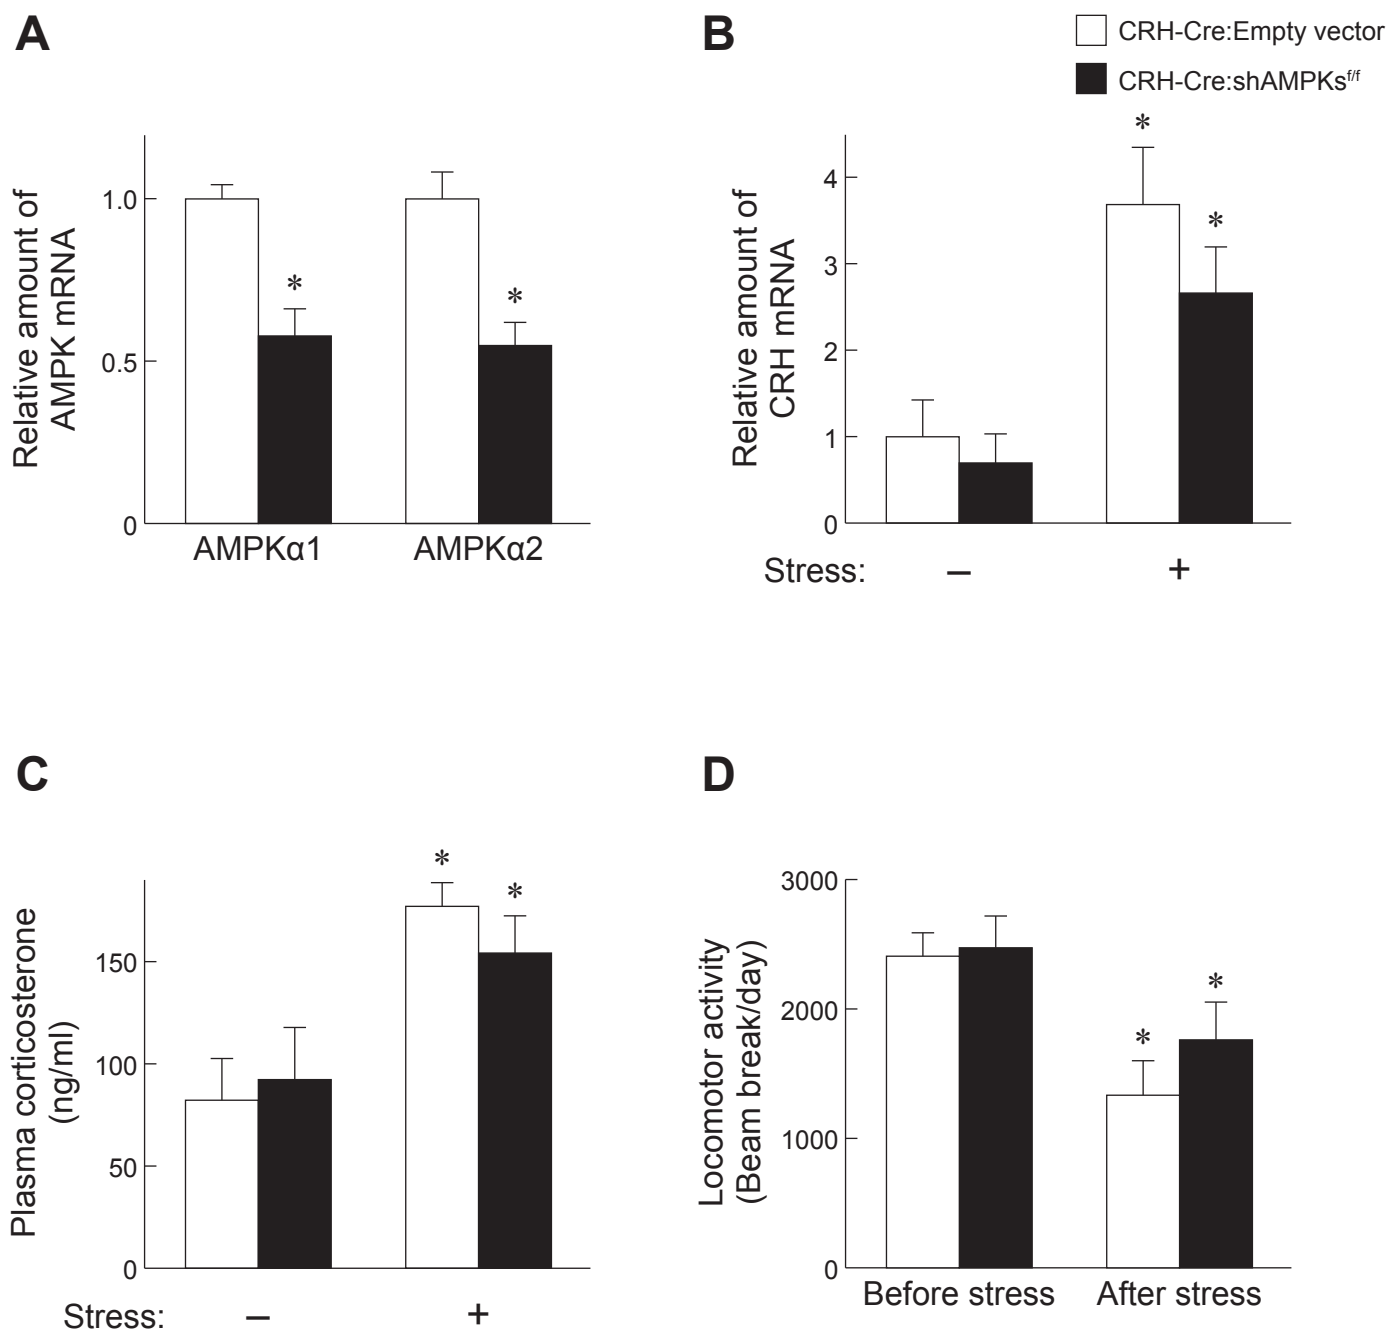 A
Relative amount of
AMPK mRNA
1.0
0.5
0
*
*
AMPKα1
AMPKα2
B
CRH-Cre:Empty vector
CRH-Cre:shAMPKsf/f
Relative amount of
CRH mRNA
4
3
2
1
0
*
*
Stress:
–
+
C
Plasma corticosterone
(ng/ml)
150
100
50
0
*
*
Stress:
–
+
D
Locomotor activity
(Beam break/day)
3000
2000
1000
0
*
*
Before stress
After stress